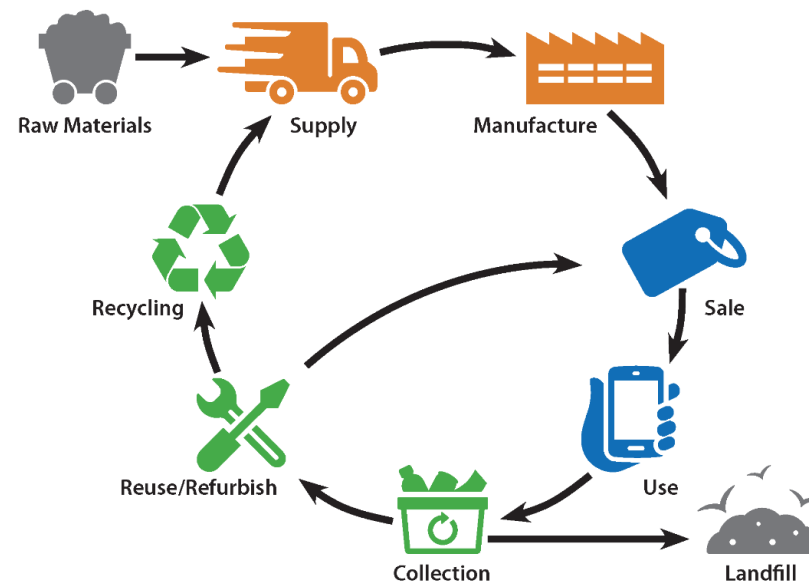 Raw Materials
Supply
Manufacture
Recycling
Sale
Reuse/Refurbish
Use
Collection
Landfill